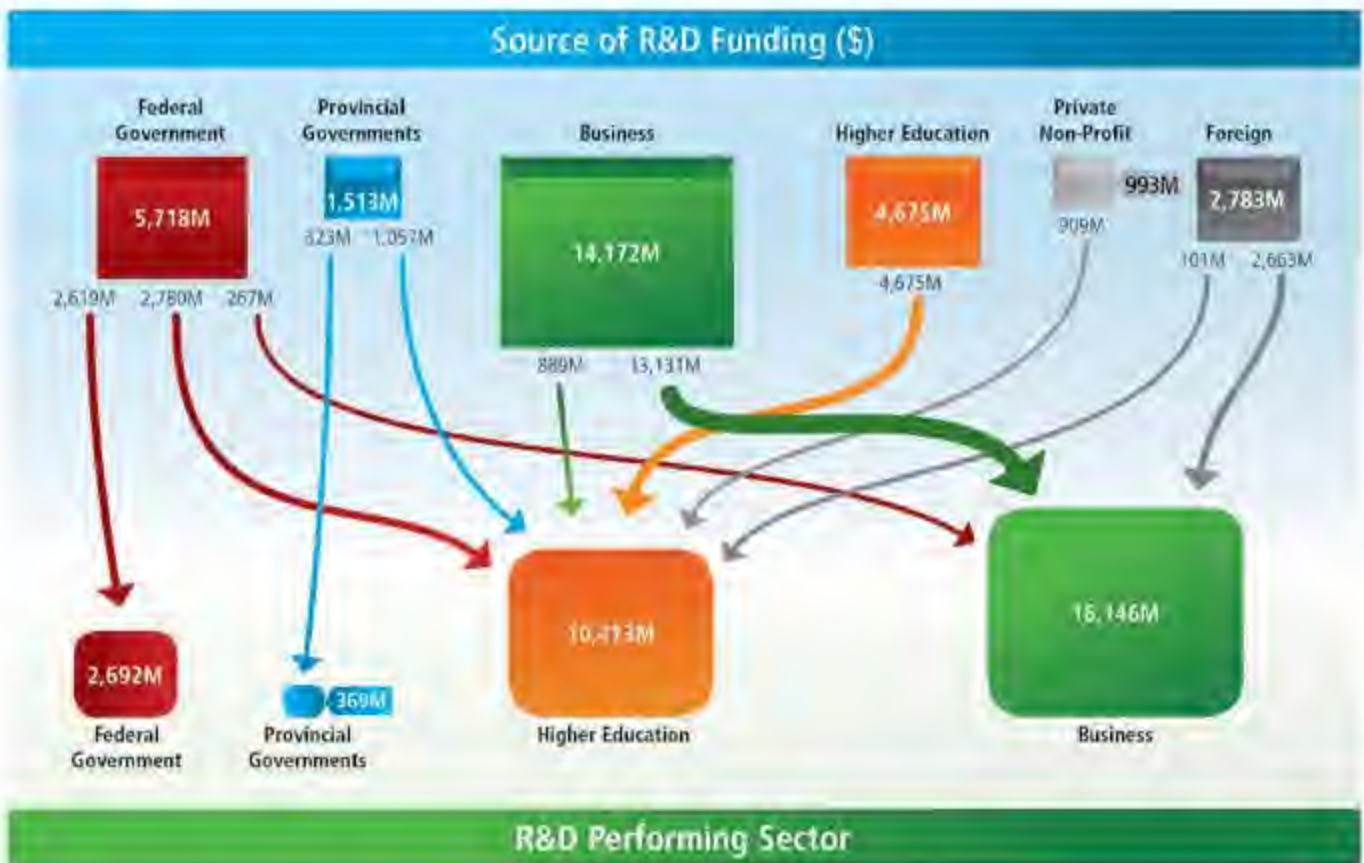 Source of R&D Funding ($)
Federal
Government
Provincial
Governments
Business
Higher Education
Private
Non-Profit
Foreign
5,718M
1,513M
14,172M
4,675M
993M
2,783M
2,619M
2,780M
267M
323M
1,057M
889M
13,131M
4,675M
909M
101M
2,663M
2,692M
Federal
Government
369M
Provincial
Governments
10,413M
Higher Education
16,146M
Business
R&D Performing Sector